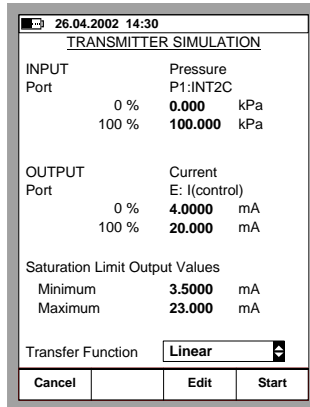 26.04.2002 14:30
TRANSMITTER SIMULATION
INPUT Pressure
Port P1:INT2C
0 % 0.000 kPa
100 % 100.000 kPa
OUTPUT Current
Port E: I(control)
0 % 4.0000 mA
100 % 20.000 mA
Saturation Limit Output Values
Minimum 3.5000 mA
Maximum 23.000 mA
Transfer Function Linear
Cancel Edit Start